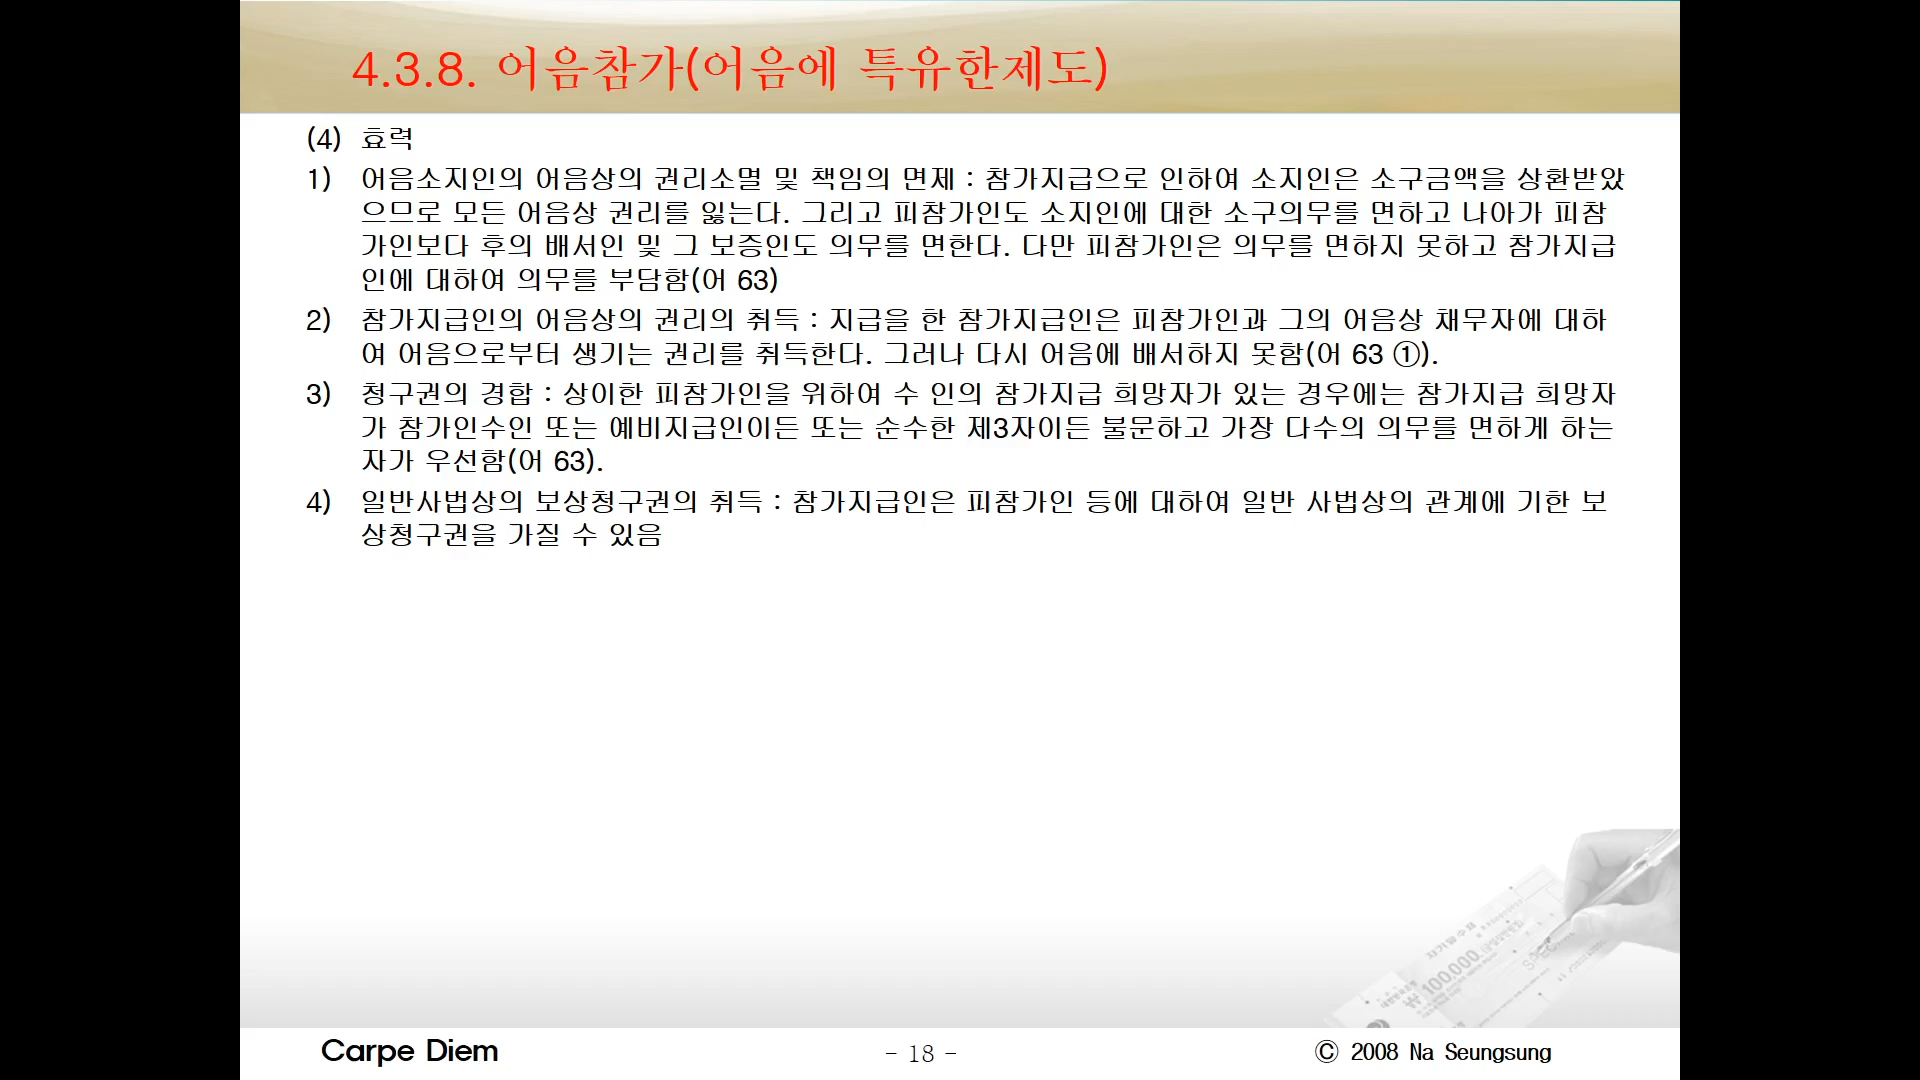 4.3.8. 어음참가(어음에 특유한제도)
(4) 효력
1) 어음소지인의 어음상의 권리소멸 및 책임의 면제 : 참가지급으로 인하여 소지인은 소구금액을 상환받았
으므로 모든 어음상 권리를 잃는다. 그리고 피참가인도 소지인에 대한 소구의무를 면하고 나아가 피참
가인보다 후의 배서인 및 그 보증인도 의무를 면한다. 다만 피참가인은 의무를 면하지 못하고 참가지급
인에 대하여 의무를 부담함(어 63)
2) 참가지급인의 어음상의 권리의 취득 : 지급을 한 참가지급인은 피참가인과 그의 어음상 채무자에 대하
여 어음으로부터 생기는 권리를 취득한다. 그러나 다시 어음에 배서하지 못함(어 63 ①).
3) 청구권의 경합 : 상이한 피참가인을 위하여 수 인의 참가지급 희망자가 있는 경우에는 참가지급 희망자
가 참가인수인 또는 예비지급인이든 또는 순수한 제3자이든 불문하고 가장 다수의 의무를 면하게 하는
자가 우선함(어 63).
4) 일반사법상의 보상청구권의 취득 : 참가지급인은 피참가인 등에 대하여 일반 사법상의 관계에 기한 보
상청구권을 가질 수 있음
자기앞수표
₩100,000
Carpe Diem
- 18 -
Ⓒ 2008 Na Seungsung